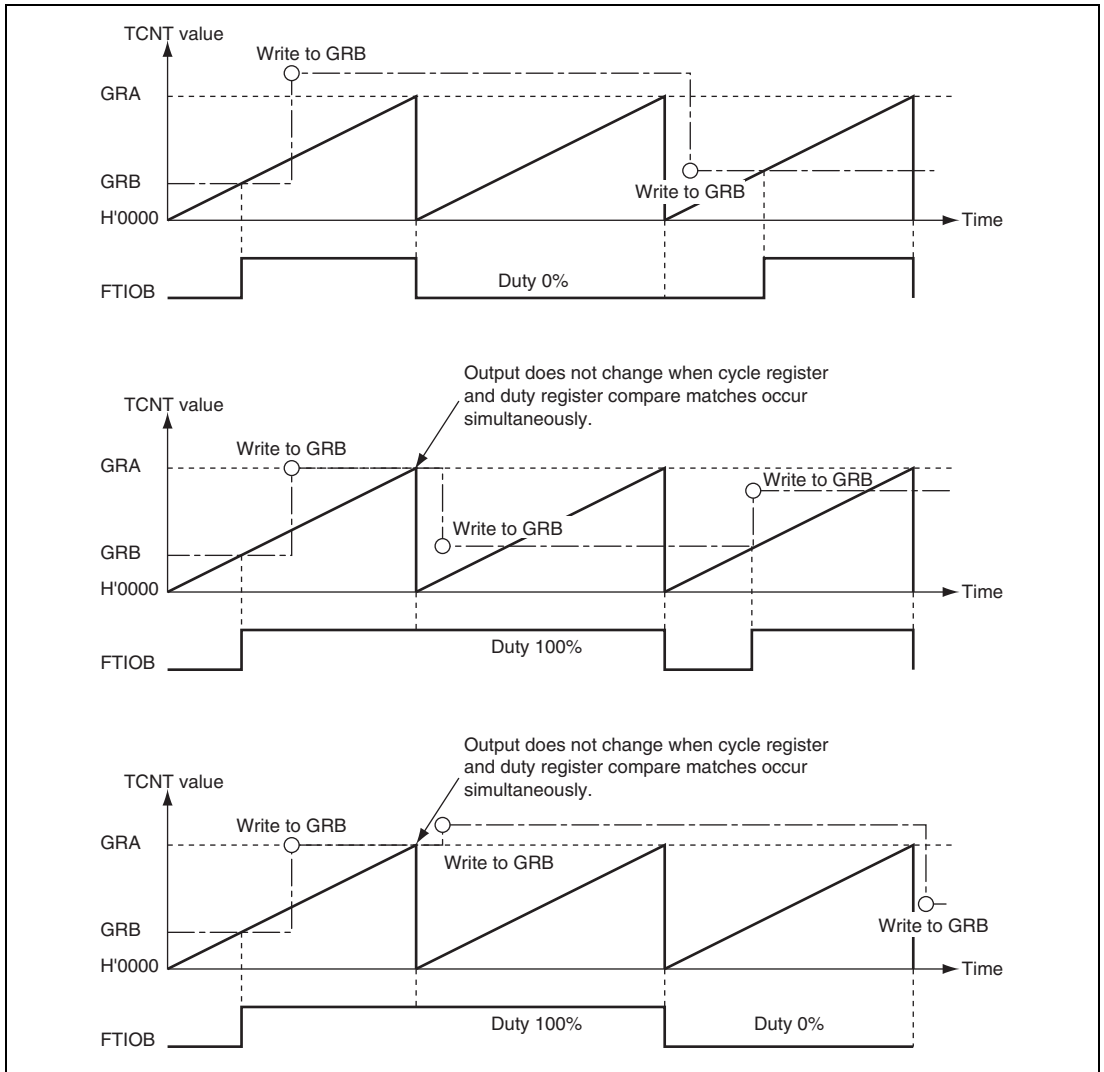 TCNT value
Write to GRB
GRA
GRB
Write to GRB
H'0000
Time
Duty 0%
FTIOB
Output does not change when cycle register
and duty register compare matches occur
simultaneously.
TCNT value
Write to GRB
GRA
Write to GRB
Write to GRB
GRB
H'0000
Time
Duty 100%
FTIOB
Output does not change when cycle register
and duty register compare matches occur
simultaneously.
TCNT value
Write to GRB
GRA
Write to GRB
GRB
Write to GRB
H'0000
Time
Duty 100%
Duty 0%
FTIOB